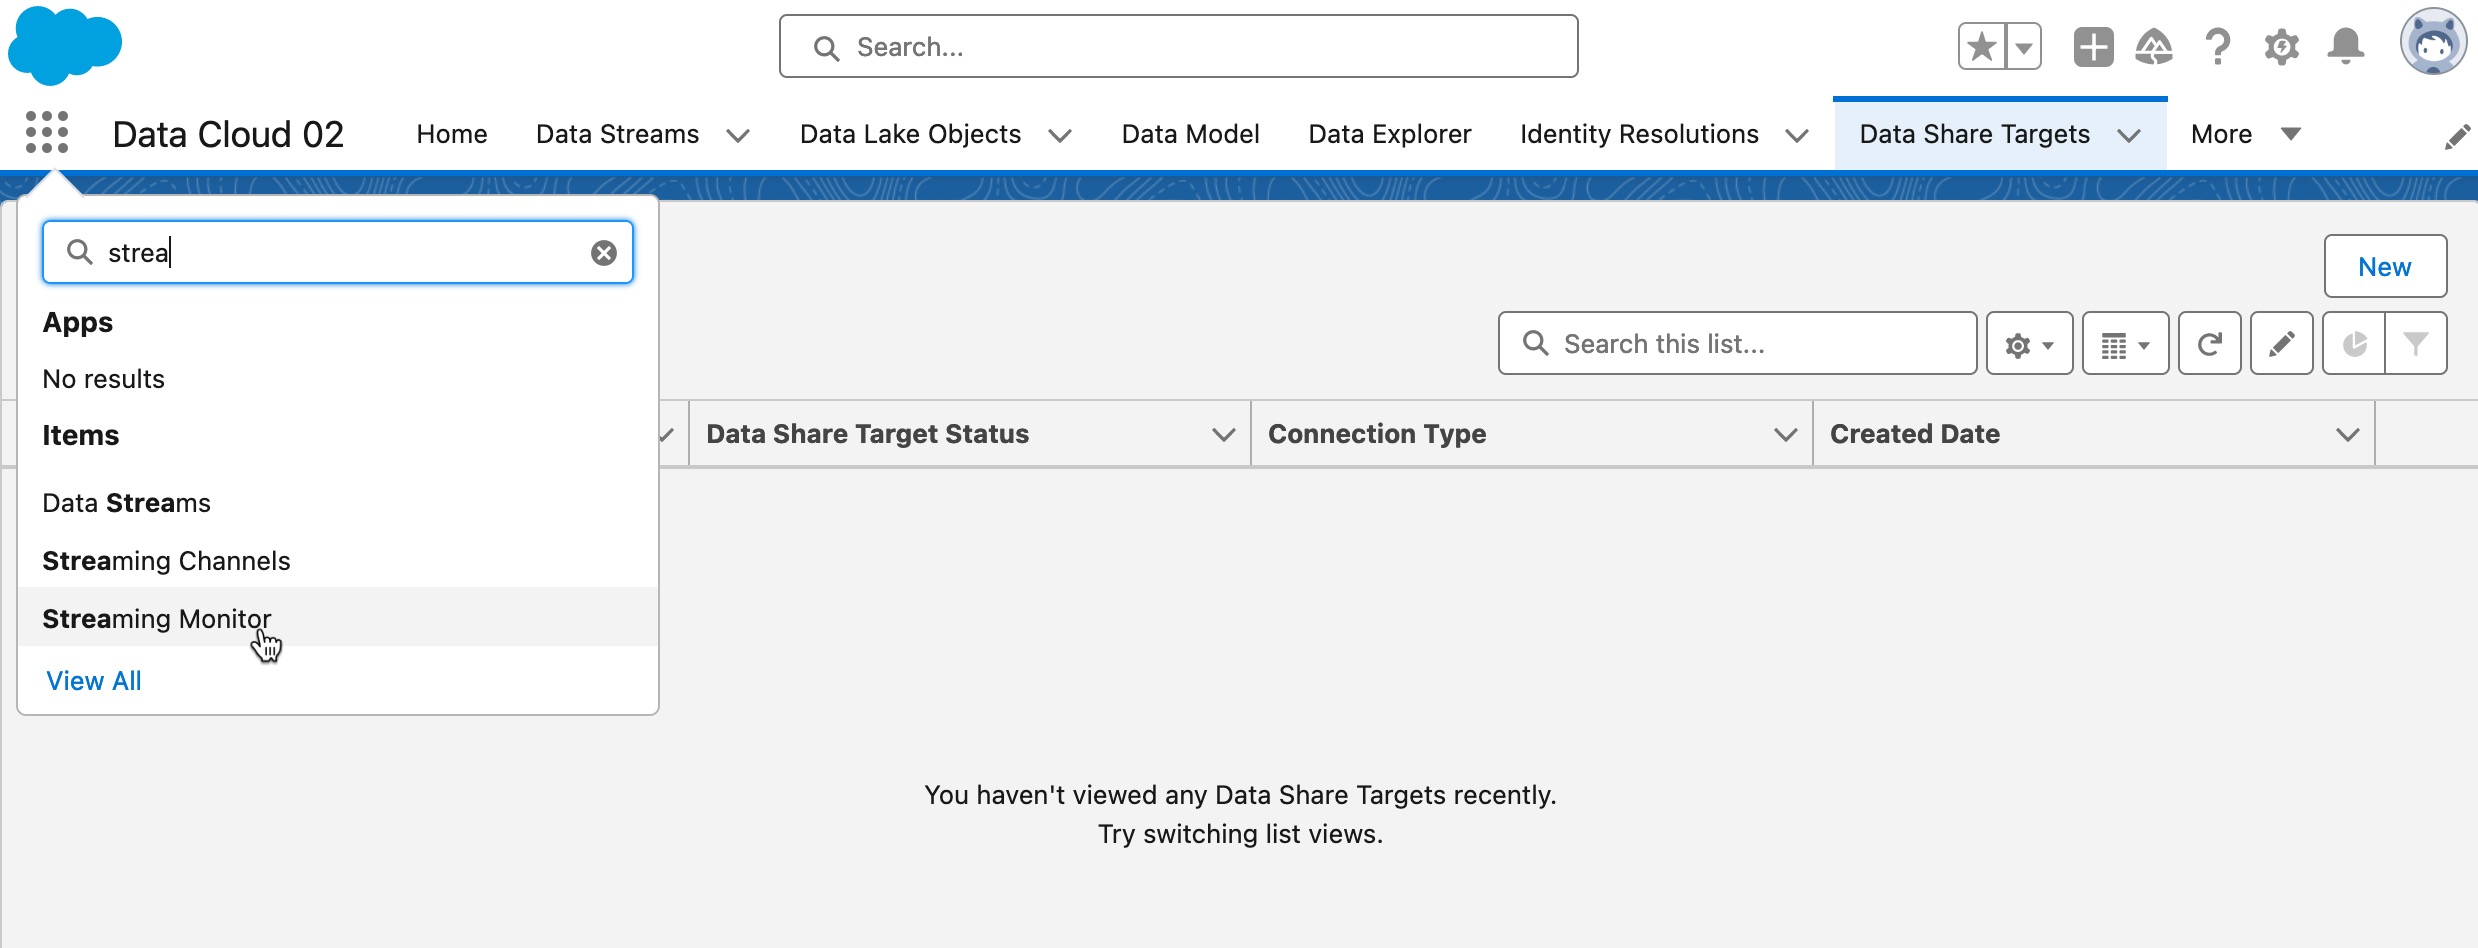 Search...
Data Cloud 02
Home
Data Streams
Data Lake Objects
Data Model
Data Explorer
Identity Resolutions
Data Share Targets
More
strea
Apps
No results
Items
Data Streams
Streaming Channels
Streaming Monitor
View All
New
Search this list...
Data Share Target Status
Connection Type
Created Date
You haven't viewed any Data Share Targets recently.
Try switching list views.